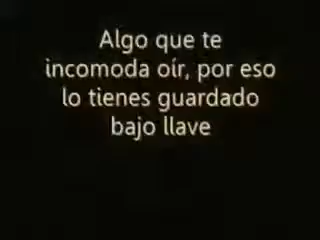 Algo que te
incomoda oír, por eso
lo tienes guardado
bajo llave